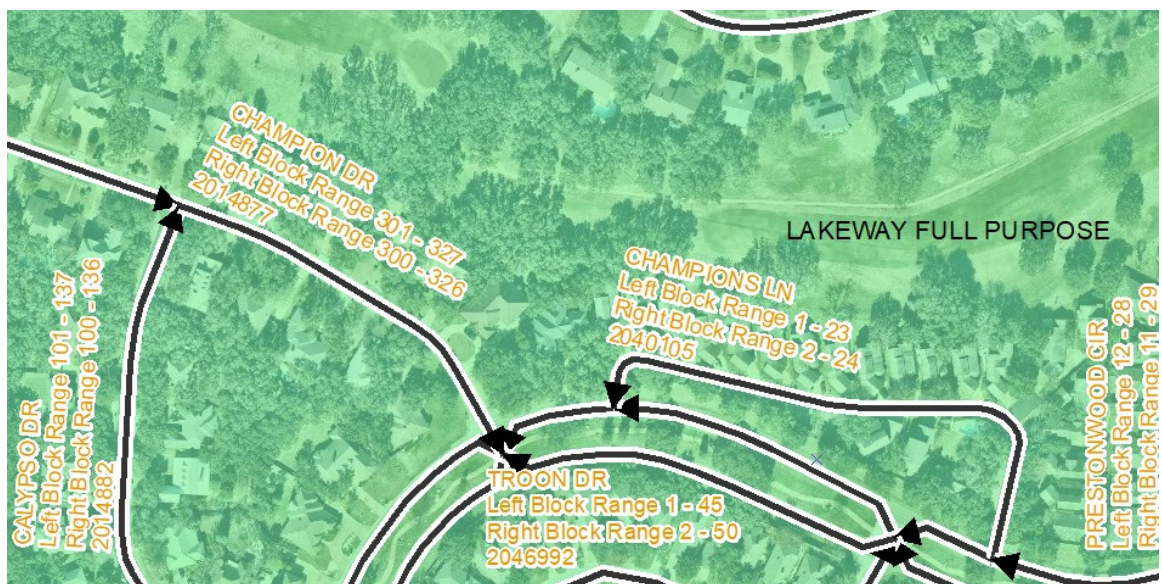 CHAMPION DR
Left Block Range 301 - 327
Right Block Range 300 - 326
2014877
LAKEWAY FULL PURPOSE
CHAMPIONS LN
Left Block Range 1 - 23
Right Block Range 2 - 24
2040105
CALYPSO DR
Left Block Range 101 - 137
Right Block Range 100 - 136
2014882
TROON DR
Left Block Range 1 - 45
Right Block Range 2 - 50
2046992
PRESTONWOOD CIR
Left Block Range 12 - 28
Right Block Range 11 - 29